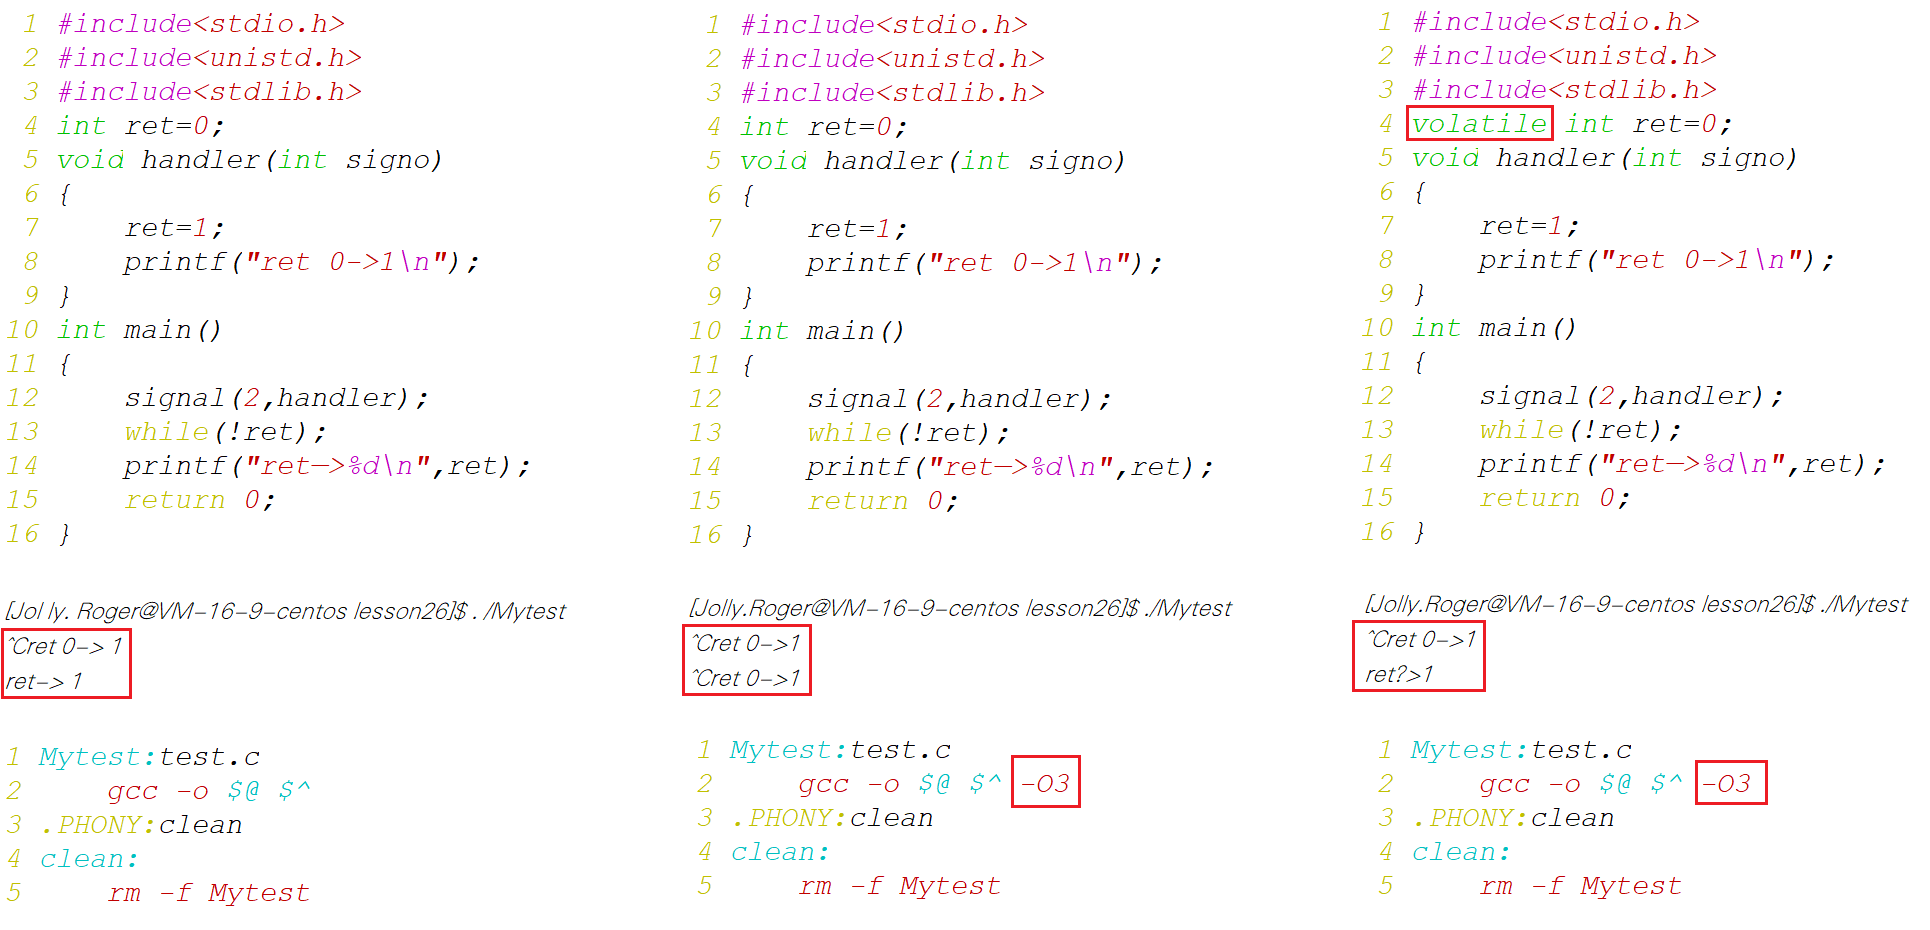 1 #include<stdio.h>
2 #include<unistd.h>
3 #include<stdlib.h>
4 int ret=0;
5 void handler(int signo)
6 {
7     ret=1;
8     printf("ret 0->1\n");
9 }
10 int main()
11 {
12     signal(2,handler);
13     while(!ret);
14     printf("ret—>%d\n",ret);
15     return 0;
16 }
[Jol ly. Roger@VM-16-9-centos lesson26]$ . /Mytest
^Cret 0-> 1
ret-> 1
1 Mytest:test.c
2     gcc -o $@ $^
3 .PHONY:clean
4 clean:
5     rm -f Mytest
1 #include<stdio.h>
2 #include<unistd.h>
3 #include<stdlib.h>
4 int ret=0;
5 void handler(int signo)
6 {
7     ret=1;
8     printf("ret 0->1\n");
9 }
10 int main()
11 {
12     signal(2,handler);
13     while(!ret);
14     printf("ret—>%d\n",ret);
15     return 0;
16 }
[Jolly.Roger@VM-16-9-centos lesson26]$ ./Mytest
^Cret 0->1
^Cret 0->1
1 Mytest:test.c
2     gcc -o $@ $^ -O3
3 .PHONY:clean
4 clean:
5     rm -f Mytest
1 #include<stdio.h>
2 #include<unistd.h>
3 #include<stdlib.h>
4 volatile int ret=0;
5 void handler(int signo)
6 {
7     ret=1;
8     printf("ret 0->1\n");
9 }
10 int main()
11 {
12     signal(2,handler);
13     while(!ret);
14     printf("ret—>%d\n",ret);
15     return 0;
16 }
[Jolly.Roger@VM-16-9-centos lesson26]$ ./Mytest
^Cret 0->1
ret?>1
1 Mytest:test.c
2     gcc -o $@ $^ -O3
3 .PHONY:clean
4 clean:
5     rm -f Mytest